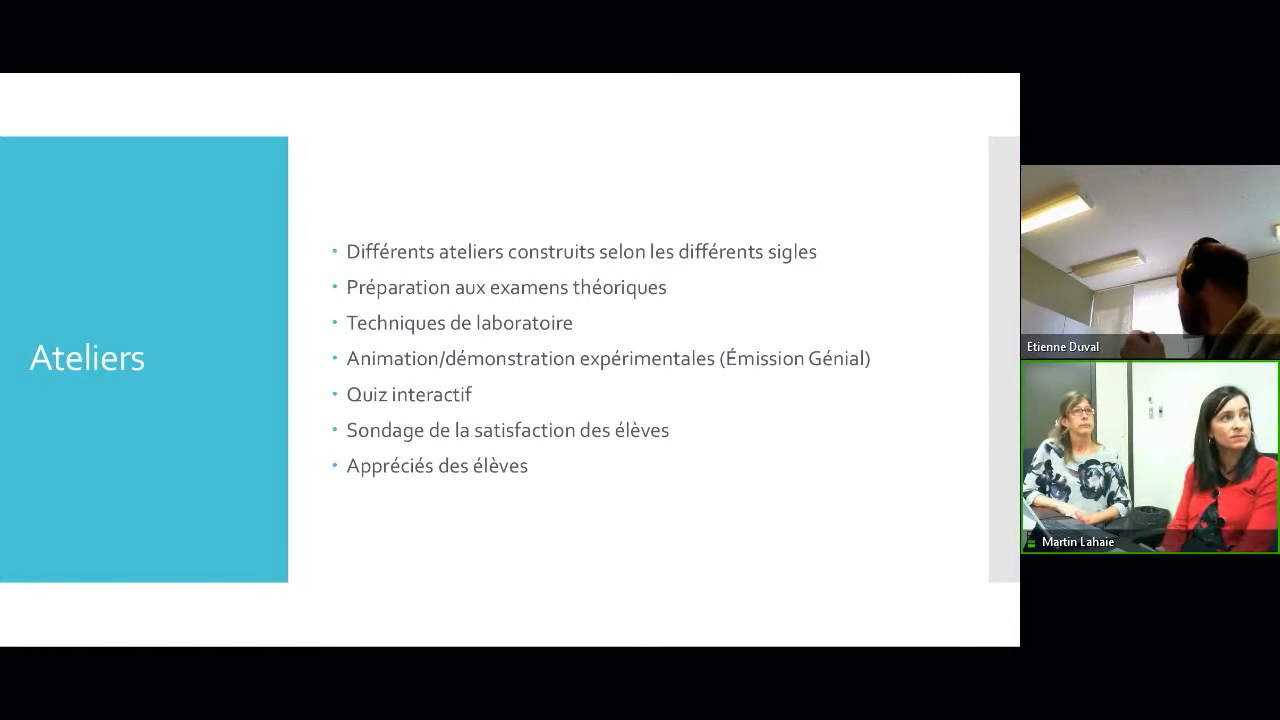 Ateliers
Différents ateliers construits selon les différents sigles
Préparation aux examens théoriques
Techniques de laboratoire
Animation/démonstration expérimentales (Émission Génial)
Quiz interactif
Sondage de la satisfaction des élèves
Appréciés des élèves
Etienne Duval
Martin Lahaie